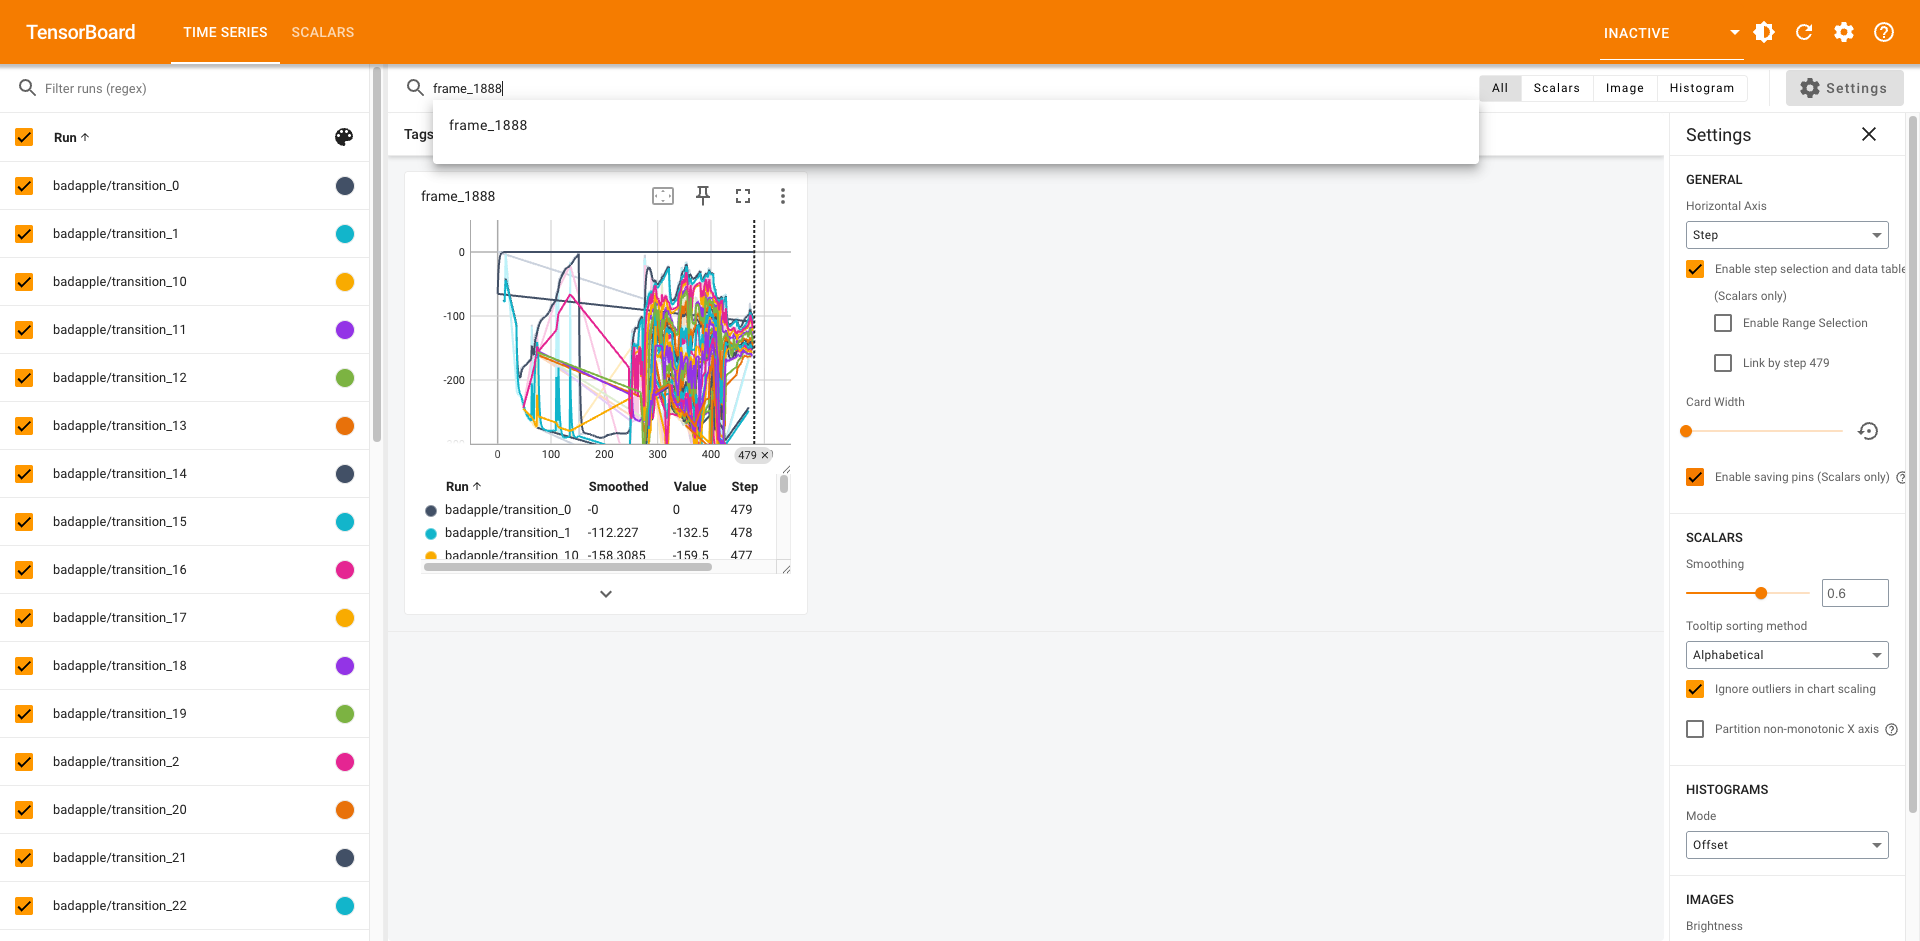 TensorBoard TIME SERIES SCALARS INACTIVE
Filter runs (regex)
frame_1888
All Scalars Image Histogram
Settings
frame_1888
Tags
Run
badapple/transition_0
badapple/transition_1
badapple/transition_10
badapple/transition_11
badapple/transition_12
badapple/transition_13
badapple/transition_14
badapple/transition_15
badapple/transition_16
badapple/transition_17
badapple/transition_18
badapple/transition_19
badapple/transition_2
badapple/transition_20
badapple/transition_21
badapple/transition_22
frame_1888
0
-100
-200
0 100 200 300 400 479
Run Smoothed Value Step
badapple/transition_0 -0 0 479
badapple/transition_1 -112.227 -132.5 478
badapple/transition_10 -158.3085 -159.5 477
Settings
GENERAL
Horizontal Axis
Step
Enable step selection and data table
(Scalars only)
Enable Range Selection
Link by step 479
Card Width
Enable saving pins (Scalars only)
SCALARS
Smoothing
0.6
Tooltip sorting method
Alphabetical
Ignore outliers in chart scaling
Partition non-monotonic X axis
HISTOGRAMS
Mode
Offset
IMAGES
Brightness